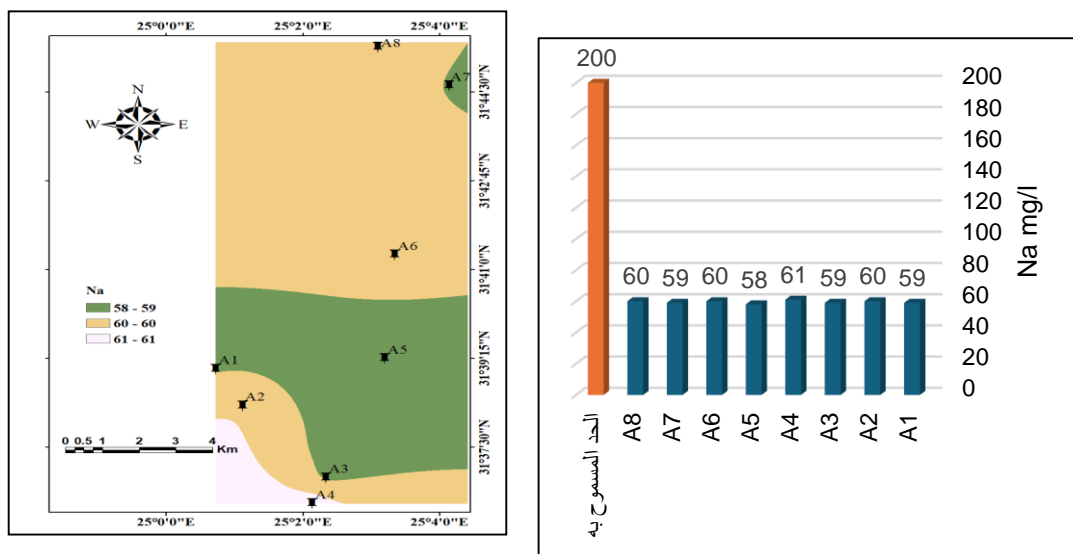 25°0'0"E 25°2'0"E 25°4'0"E
A8
A7
N
W E
S
A6
Na
58 - 59
60 - 60
61 - 61
A5
A1
A2
A3
A4
0 0.5 1 2 3 4
Km
31°44'30"N
31°42'45"N
31°41'0"N
31°39'15"N
31°37'30"N
25°0'0"E 25°2'0"E 25°4'0"E
200
60 59 60 58 61 59 60 59
200
180
160
140
120
100
80
60
40
20
0
Na mg/l
الحد المسموح به A8 A7 A6 A5 A4 A3 A2 A1